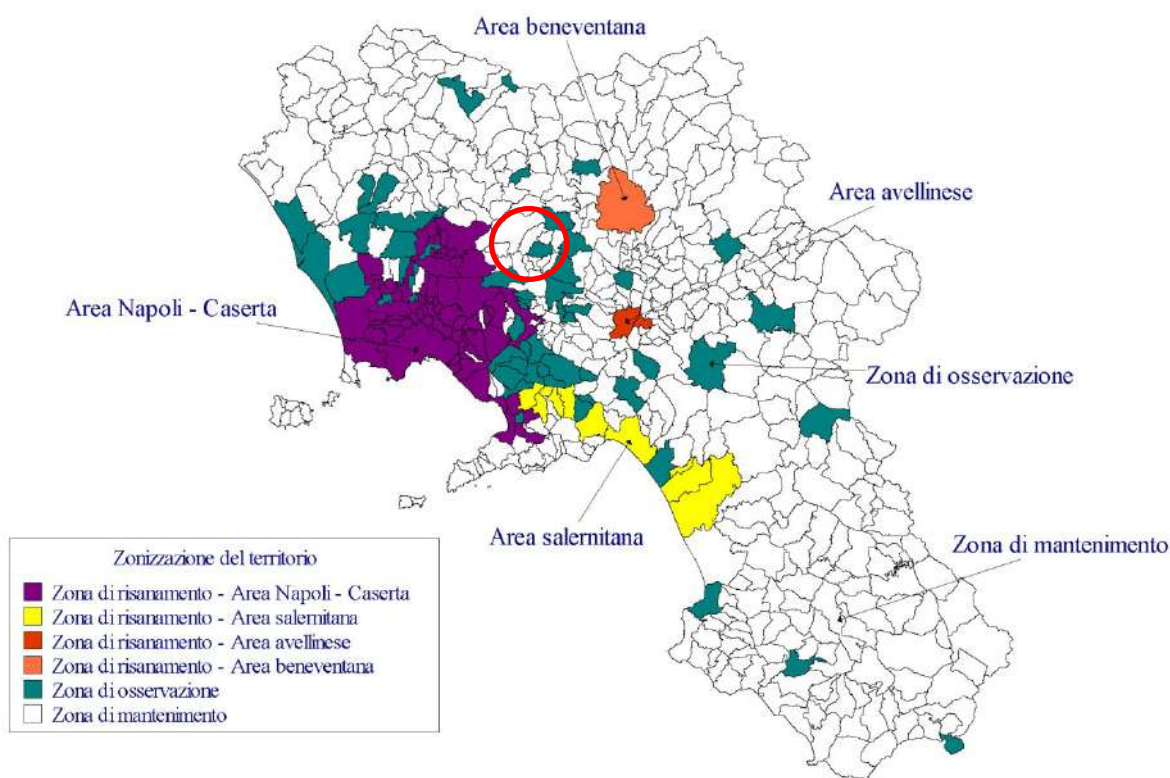 Area beneventana
Area avellinese
Area Napoli - Caserta
Zona di osservazione
Area salernitana
Zona di mantenimento
Zonizzazione del territorio
Zona di risanamento - Area Napoli - Caserta
Zona di risanamento - Area salernitana
Zona di risanamento - Area avellinese
Zona di risanamento - Area beneventana
Zona di osservazione
Zona di mantenimento